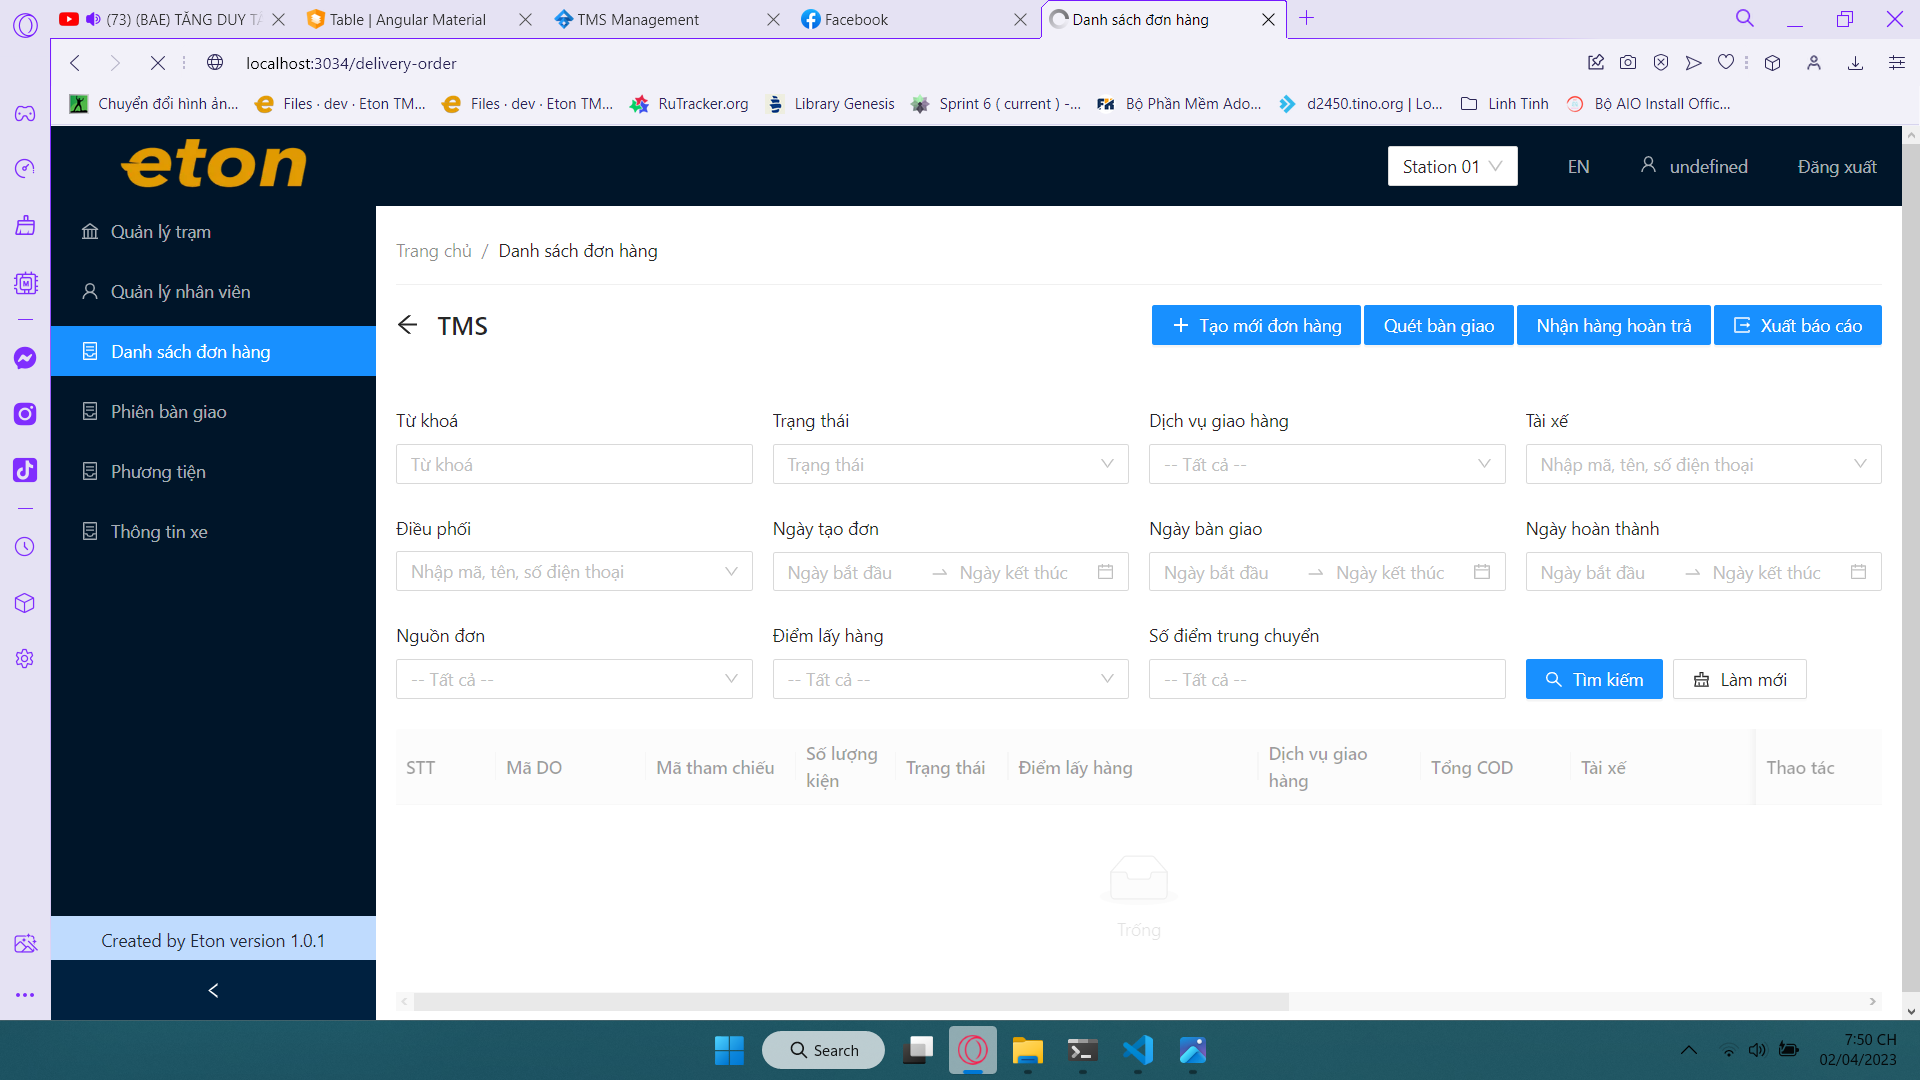 (73) (BAE) TĂNG DUY TÂ
Table | Angular Material
TMS Management
Facebook
Danh sách đơn hàng
localhost:3034/delivery-order
Chuyển đổi hình ản...
Files · dev · Eton TM...
Files · dev · Eton TM...
RuTracker.org
Library Genesis
Sprint 6 ( current ) -...
Bộ Phần Mềm Ado...
d2450.tino.org | Lo...
Linh Tinh
Bộ AIO Install Offic...
eton
Station 01
EN
undefined
Đăng xuất
Quản lý trạm
Quản lý nhân viên
Danh sách đơn hàng
Phiên bàn giao
Phương tiện
Thông tin xe
Created by Eton version 1.0.1
Trang chủ / Danh sách đơn hàng
TMS
Tạo mới đơn hàng
Quét bàn giao
Nhận hàng hoàn trả
Xuất báo cáo
Từ khoá
Trạng thái
Dịch vụ giao hàng
Tài xế
Từ khoá
Trạng thái
-- Tất cả --
Nhập mã, tên, số điện thoại
Điều phối
Ngày tạo đơn
Ngày bàn giao
Ngày hoàn thành
Nhập mã, tên, số điện thoại
Ngày bắt đầu
Ngày kết thúc
Ngày bắt đầu
Ngày kết thúc
Ngày bắt đầu
Ngày kết thúc
Nguồn đơn
Điểm lấy hàng
Số điểm trung chuyển
-- Tất cả --
-- Tất cả --
-- Tất cả --
Tìm kiếm
Làm mới
STT
Mã DO
Mã tham chiếu
Số lượng
kiện
Trạng thái
Điểm lấy hàng
Dịch vụ giao
hàng
Tổng COD
Tài xế
Thao tác
Trống
Search
7:50 CH
02/04/2023